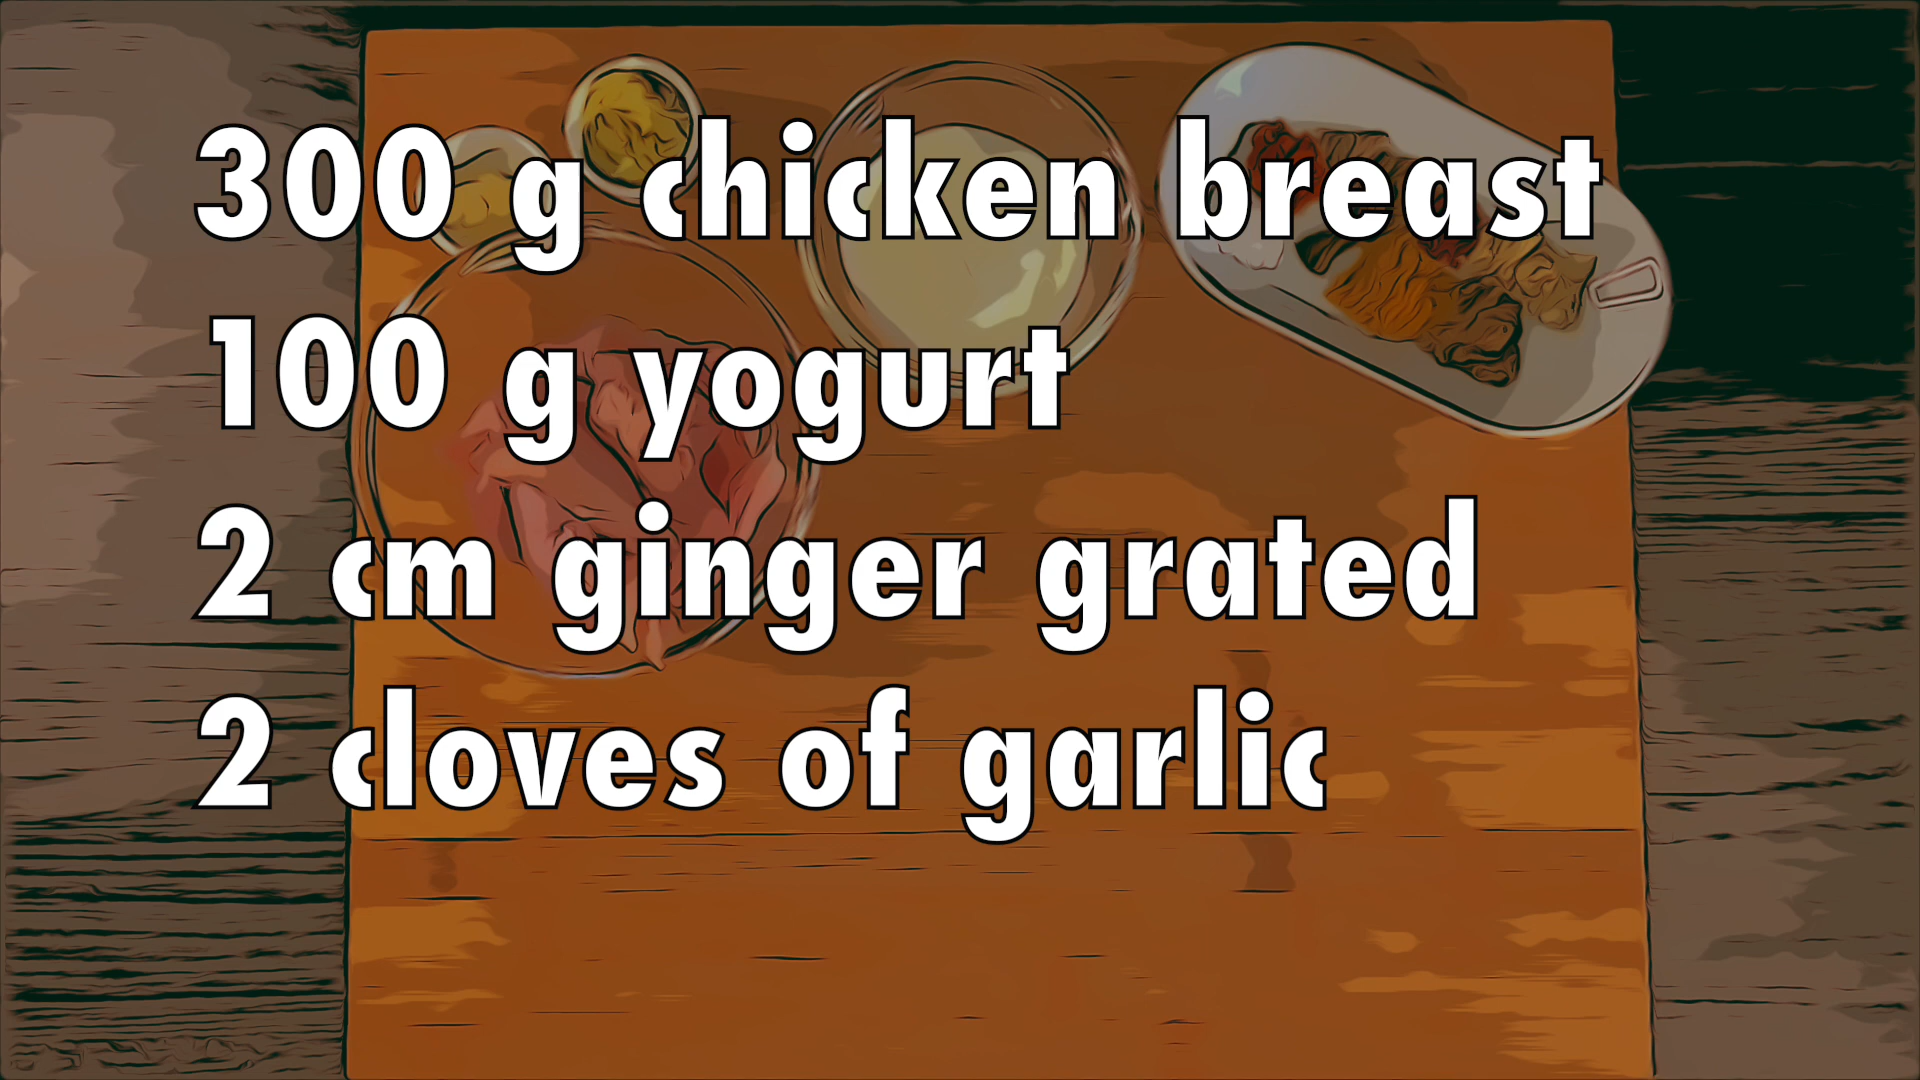 300 g chicken breast
100 g yogurt
2 cm ginger grated
2 cloves of garlic